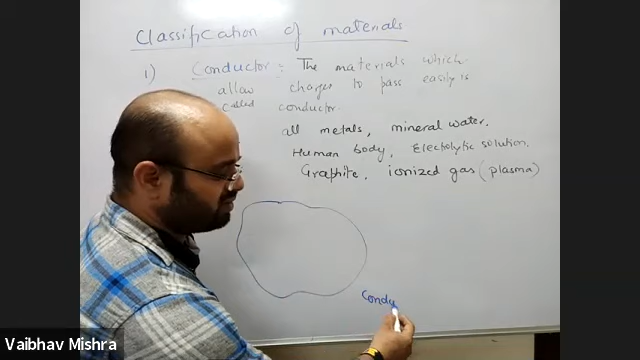 Classification of materials
1) Conductor : The materials which
allow charges to pass easily is
called conductor.
all metals, mineral water.
Human body, Electrolytic solution.
Graphite, ionized gas (plasma)
Condu
Vaibhav Mishra